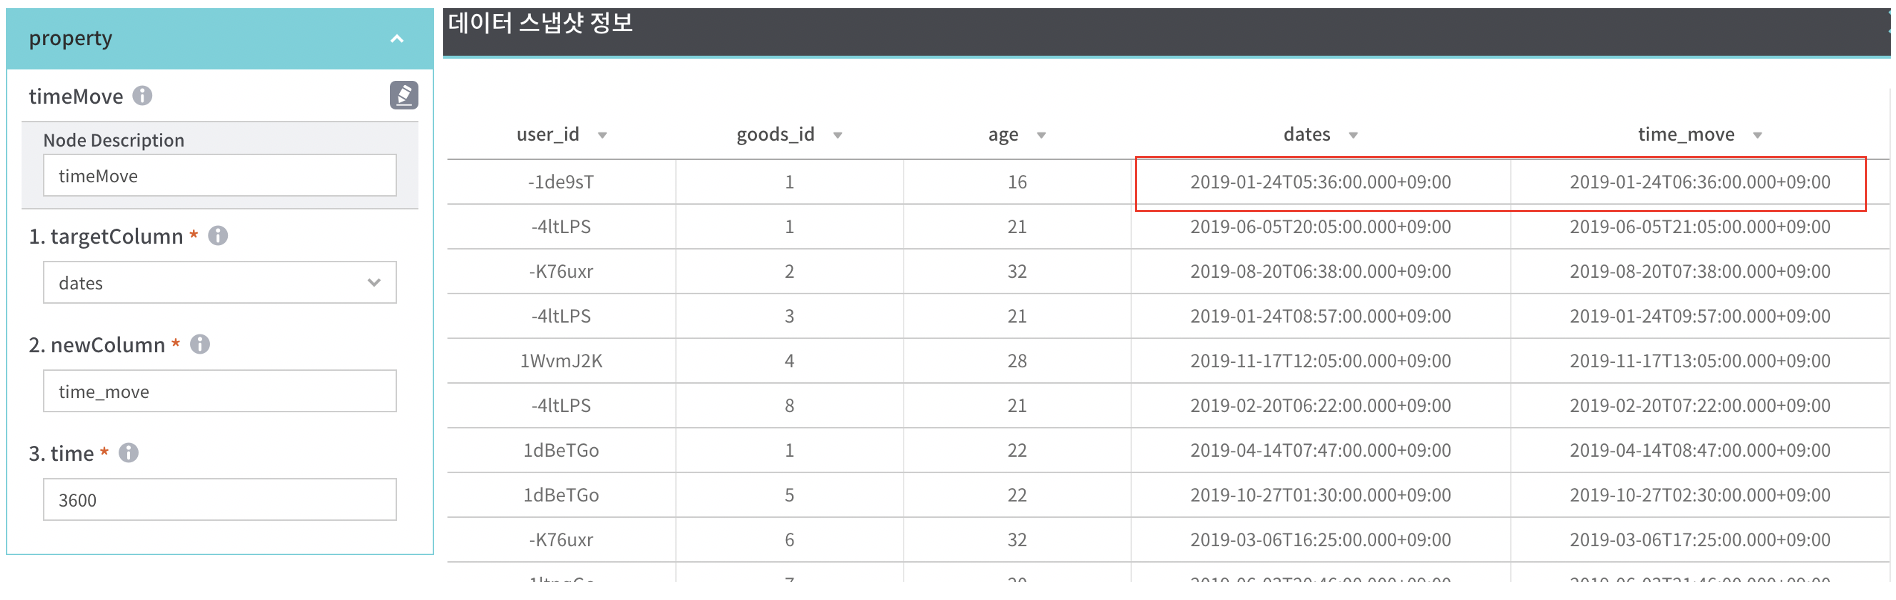 property
timeMove
Node Description
timeMove
1. targetColumn *
dates
2. newColumn *
time_move
3. time *
3600
데이터 스냅샷 정보
user_id goods_id age dates time_move
-1de9sT 1 16 2019-01-24T05:36:00.000+09:00 2019-01-24T06:36:00.000+09:00
-4ltLPS 1 21 2019-06-05T20:05:00.000+09:00 2019-06-05T21:05:00.000+09:00
-K76uxr 2 32 2019-08-20T06:38:00.000+09:00 2019-08-20T07:38:00.000+09:00
-4ltLPS 3 21 2019-01-24T08:57:00.000+09:00 2019-01-24T09:57:00.000+09:00
1WvmJ2K 4 28 2019-11-17T12:05:00.000+09:00 2019-11-17T13:05:00.000+09:00
-4ltLPS 8 21 2019-02-20T06:22:00.000+09:00 2019-02-20T07:22:00.000+09:00
1dBeTGo 1 22 2019-04-14T07:47:00.000+09:00 2019-04-14T08:47:00.000+09:00
1dBeTGo 5 22 2019-10-27T01:30:00.000+09:00 2019-10-27T02:30:00.000+09:00
-K76uxr 6 32 2019-03-06T16:25:00.000+09:00 2019-03-06T17:25:00.000+09:00